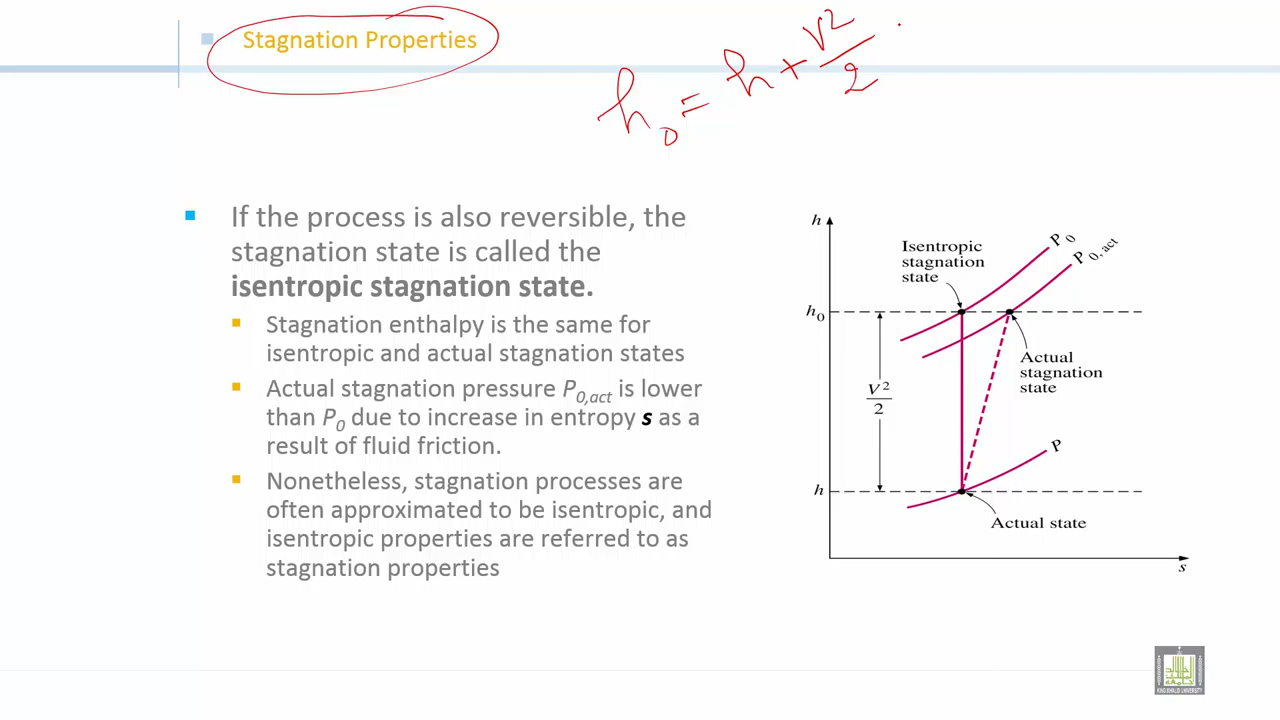 Stagnation Properties
h₀ = h + V²/2
If the process is also reversible, the
stagnation state is called the
isentropic stagnation state.
Stagnation enthalpy is the same for
isentropic and actual stagnation states
Actual stagnation pressure P0,act is lower
than P0 due to increase in entropy s as a
result of fluid friction.
Nonetheless, stagnation processes are
often approximated to be isentropic, and
isentropic properties are referred to as
stagnation properties
h
Isentropic
stagnation
state
P0
P0,act
h0
Actual
stagnation
state
V²
2
P
h
Actual state
s
KING KHALID UNIVERSITY